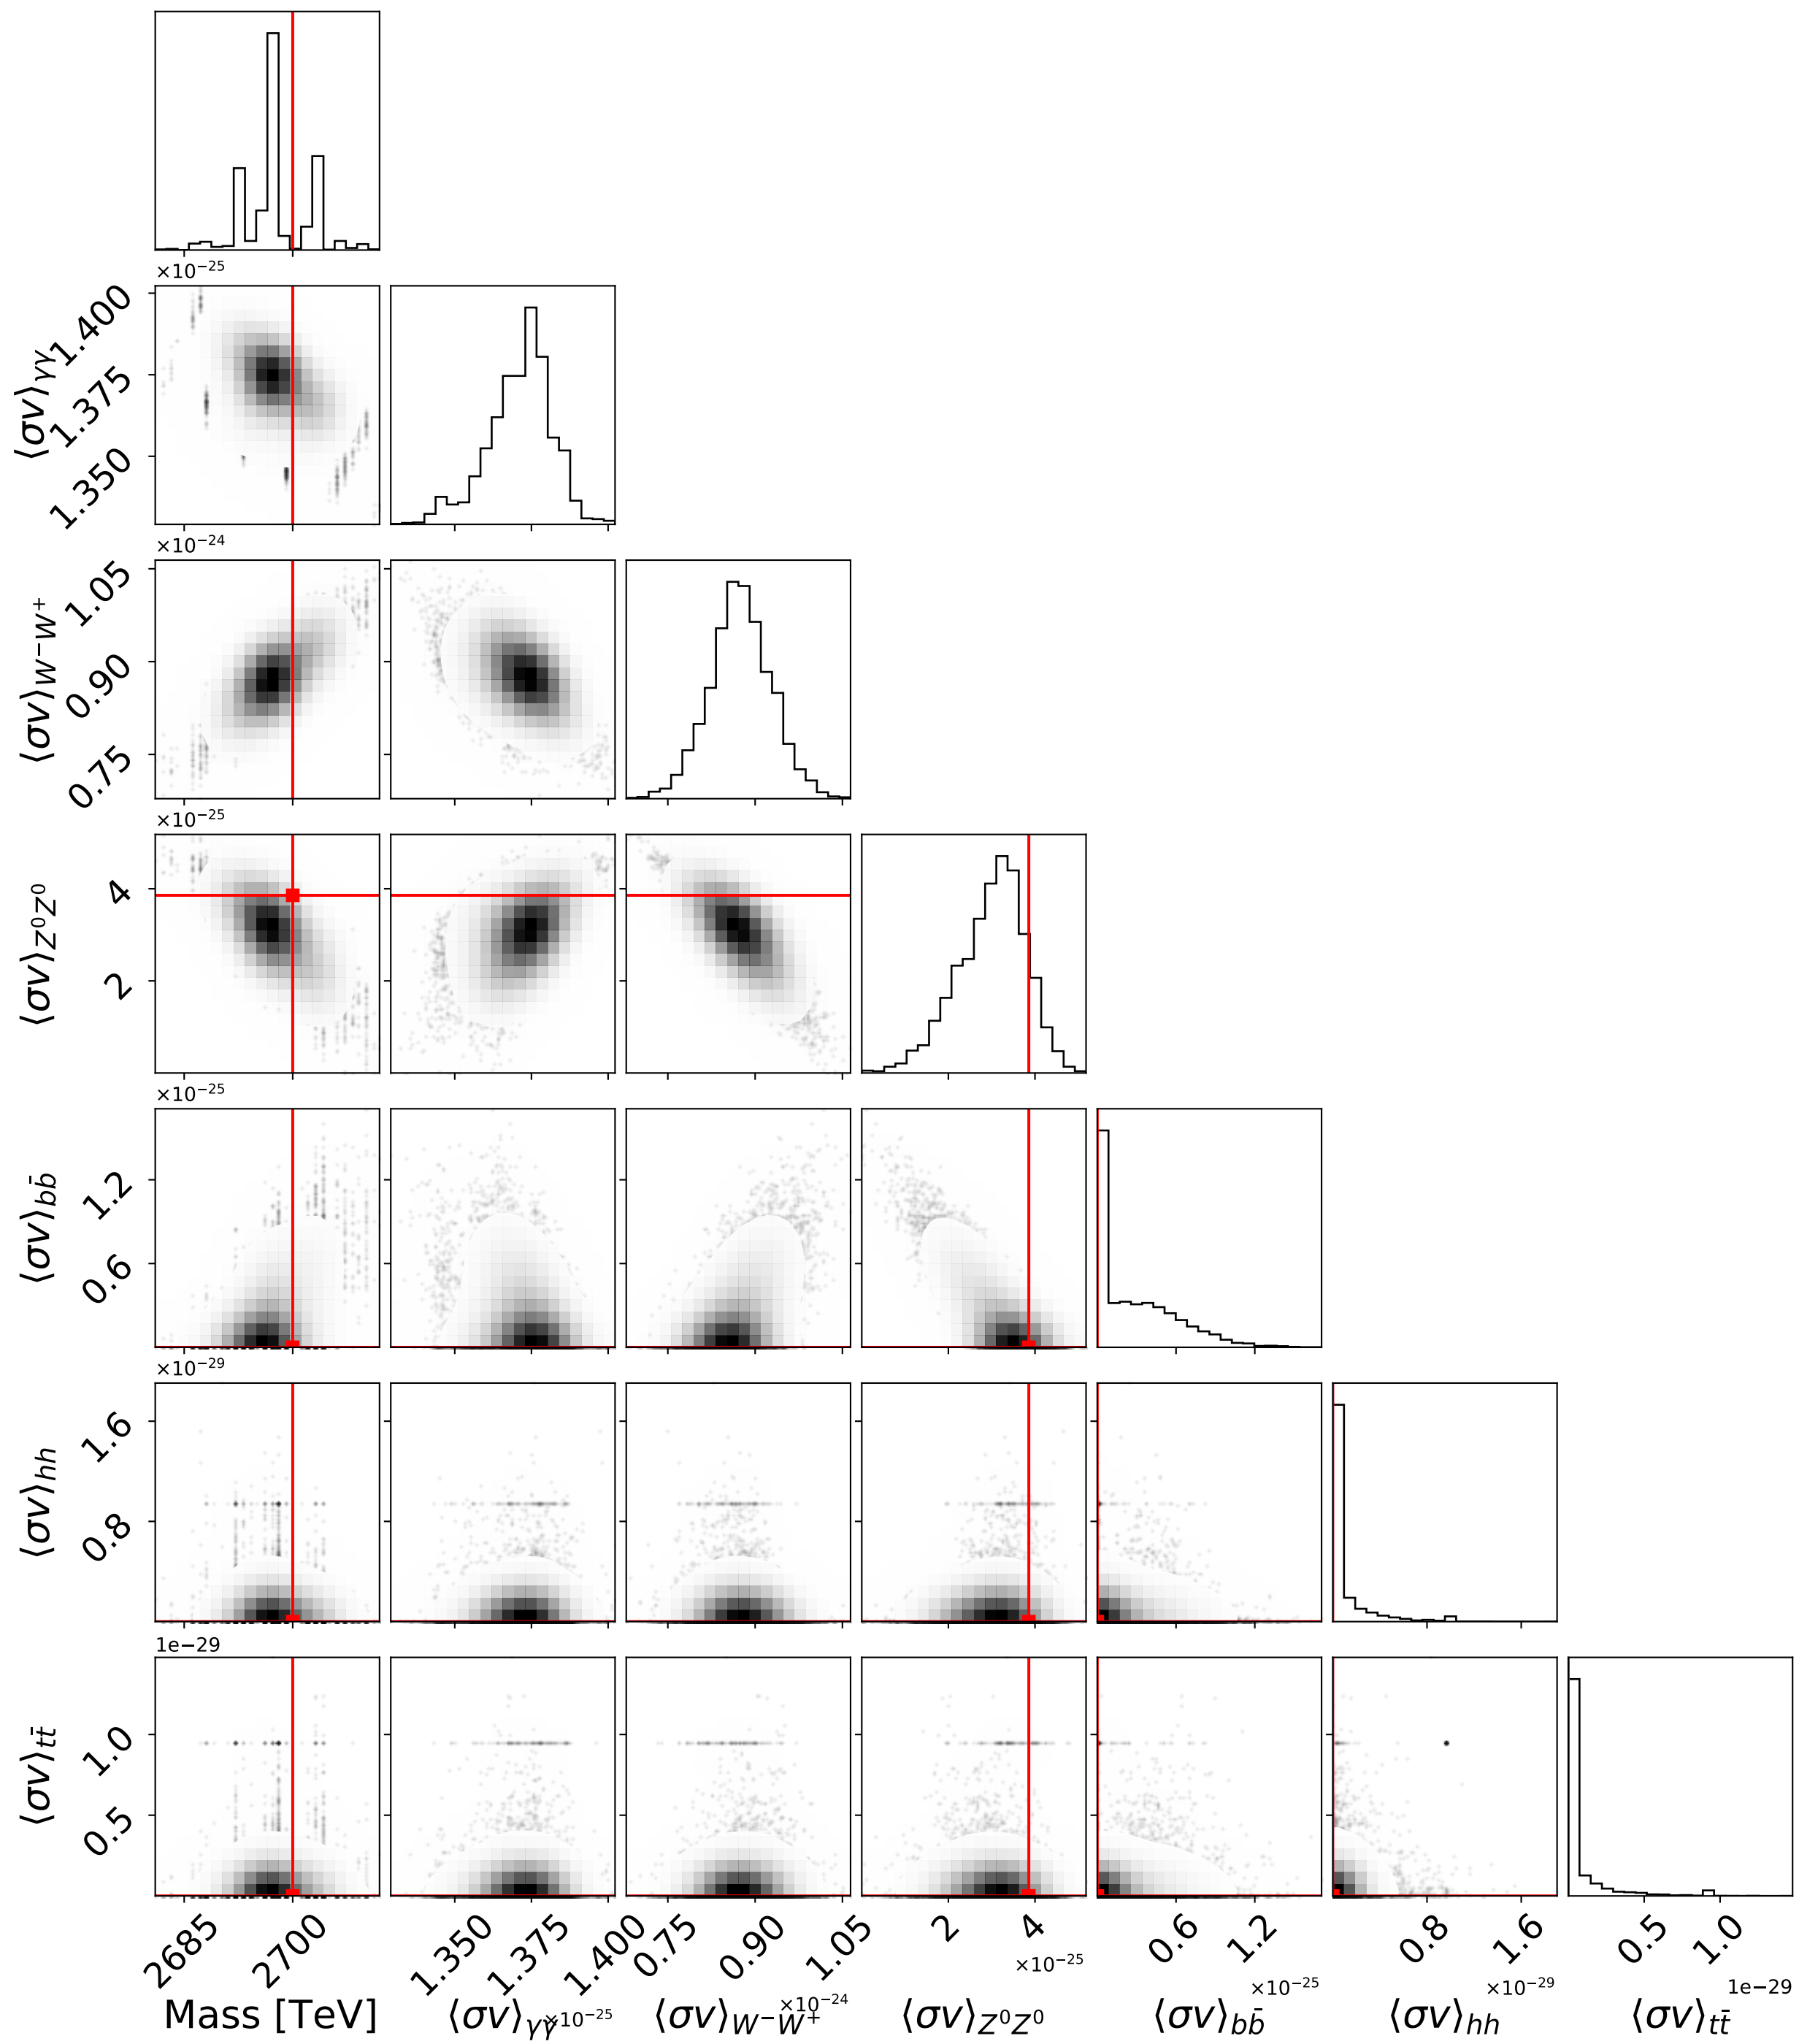 ×10⁻²⁵
1.400
1.375
1.350
⟨σv⟩γγ
×10⁻²⁴
1.05
0.90
0.75
⟨σv⟩W⁻W⁺
×10⁻²⁵
4
2
⟨σv⟩Z⁰Z⁰
×10⁻²⁵
1.2
0.6
⟨σv⟩bb̄
×10⁻²⁹
1.6
0.8
⟨σv⟩hh
1e−29
1.0
0.5
⟨σv⟩tt̄
2685 2700 1.350 1.375 1.400 0.75 0.90 1.05 2 4 0.6 1.2 0.8 1.6 0.5 1.0
×10⁻²⁵ ×10⁻²⁵ ×10⁻²⁹ 1e−29
×10⁻²⁵ ×10⁻²⁴
Mass [TeV] ⟨σv⟩γγ ⟨σv⟩W⁻W⁺ ⟨σv⟩Z⁰Z⁰ ⟨σv⟩bb̄ ⟨σv⟩hh ⟨σv⟩tt̄